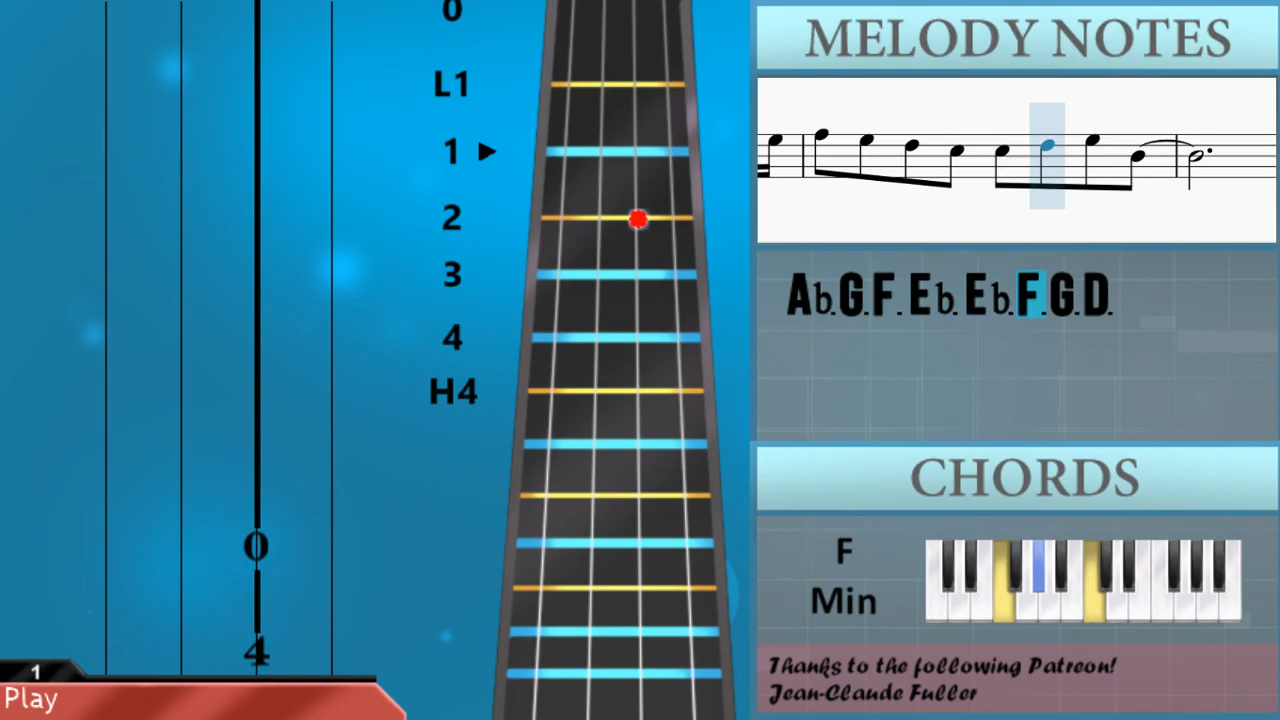 0
L1
1
2
3
4
H4
0
4
1
Play
MELODY NOTES
Ab.G.F.Eb.Eb.F.G.D.
CHORDS
F
Min
Thanks to the following Patreon!
Jean-Claude Fuller